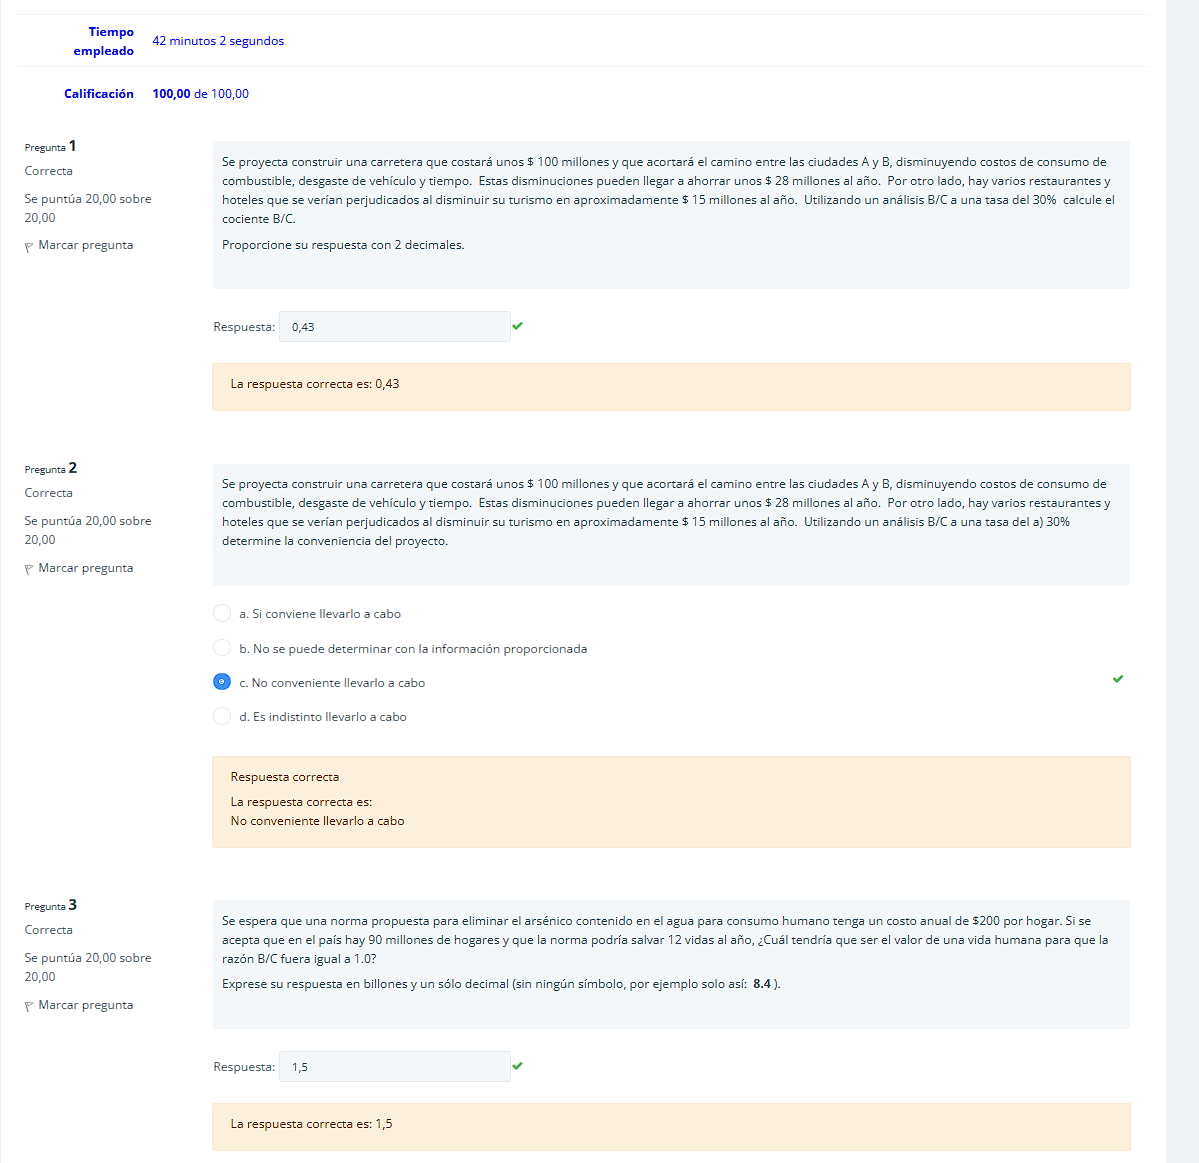 Tiempo
empleado
42 minutos 2 segundos
Calificación
100,00 de 100,00
Pregunta 1
Correcta
Se puntúa 20,00 sobre
20,00
Marcar pregunta
Se proyecta construir una carretera que costará unos $ 100 millones y que acortará el camino entre las ciudades A y B, disminuyendo costos de consumo de
combustible, desgaste de vehículo y tiempo. Estas disminuciones pueden llegar a ahorrar unos $ 28 millones al año. Por otro lado, hay varios restaurantes y
hoteles que se verían perjudicados al disminuir su turismo en aproximadamente $ 15 millones al año. Utilizando un análisis B/C a una tasa del 30% calcule el
cociente B/C.
Proporcione su respuesta con 2 decimales.
Respuesta: 0,43
La respuesta correcta es: 0,43
Pregunta 2
Correcta
Se puntúa 20,00 sobre
20,00
Marcar pregunta
Se proyecta construir una carretera que costará unos $ 100 millones y que acortará el camino entre las ciudades A y B, disminuyendo costos de consumo de
combustible, desgaste de vehículo y tiempo. Estas disminuciones pueden llegar a ahorrar unos $ 28 millones al año. Por otro lado, hay varios restaurantes y
hoteles que se verían perjudicados al disminuir su turismo en aproximadamente $ 15 millones al año. Utilizando un análisis B/C a una tasa del a) 30%
determine la conveniencia del proyecto.
a. Si conviene llevarlo a cabo
b. No se puede determinar con la información proporcionada
c. No conveniente llevarlo a cabo
d. Es indistinto llevarlo a cabo
Respuesta correcta
La respuesta correcta es:
No conveniente llevarlo a cabo
Pregunta 3
Correcta
Se puntúa 20,00 sobre
20,00
Marcar pregunta
Se espera que una norma propuesta para eliminar el arsénico contenido en el agua para consumo humano tenga un costo anual de $200 por hogar. Si se
acepta que en el país hay 90 millones de hogares y que la norma podría salvar 12 vidas al año, ¿Cuál tendría que ser el valor de una vida humana para que la
razón B/C fuera igual a 1.0?
Exprese su respuesta en billones y un sólo decimal (sin ningún símbolo, por ejemplo solo así: 8.4 ).
Respuesta: 1,5
La respuesta correcta es: 1,5